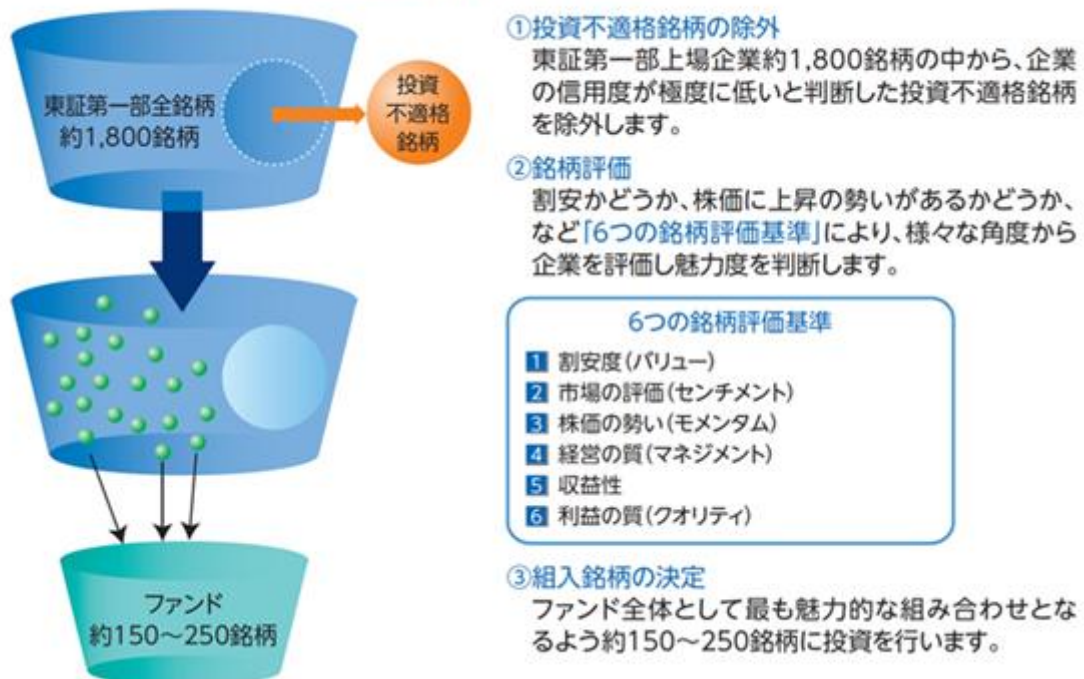 東証第一部全銘柄
約1,800銘柄
投資
不適格
銘柄
①投資不適格銘柄の除外
東証第一部上場企業約1,800銘柄の中から、企業
の信用度が極度に低いと判断した投資不適格銘柄
を除外します。
②銘柄評価
割安かどうか、株価に上昇の勢いがあるかどうか、
など「6つの銘柄評価基準」により、様々な角度から
企業を評価し魅力度を判断します。
6つの銘柄評価基準
1 割安度(バリュー)
2 市場の評価(センチメント)
3 株価の勢い(モメンタム)
4 経営の質(マネジメント)
5 収益性
6 利益の質(クオリティ)
ファンド
約150〜250銘柄
③組入銘柄の決定
ファンド全体として最も魅力的な組み合わせとな
るよう約150〜250銘柄に投資を行います。